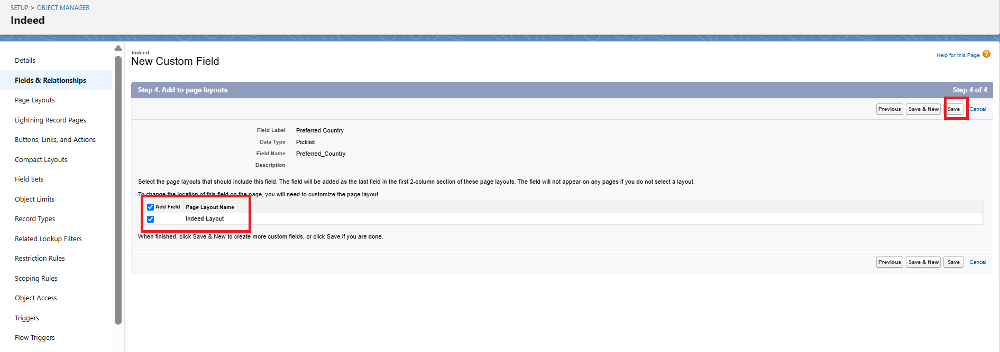 SETUP > OBJECT MANAGER
Indeed
Details
Fields & Relationships
Page Layouts
Lightning Record Pages
Buttons, Links, and Actions
Compact Layouts
Field Sets
Object Limits
Record Types
Related Lookup Filters
Restriction Rules
Scoping Rules
Object Access
Triggers
Flow Triggers
Indeed
New Custom Field
Help for this Page ?
Step 4. Add to page layouts Step 4 of 4
Previous Save & New Save Cancel
Field Label Preferred Country
Data Type Picklist
Field Name Preferred_Country
Description
Select the page layouts that should include this field. The field will be added as the last field in the first 2-column section of these page layouts. The field will not appear on any pages if you do not select a layout.
To change the location of this field on the page, you will need to customize the page layout.
Add Field Page Layout Name
Indeed Layout
When finished, click Save & New to create more custom fields, or click Save if you are done.
Previous Save & New Save Cancel